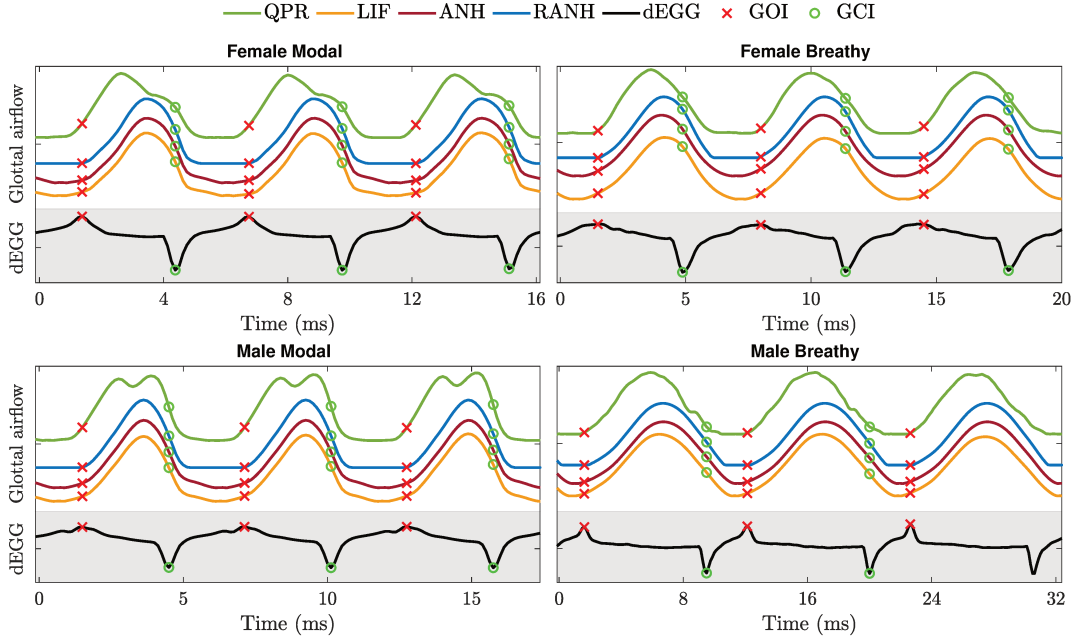 QPR LIF ANH RANH dEGG GOI GCI
Female Modal
Glottal airflow
dEGG
0 4 8 12 16
Time (ms)
Female Breathy
0 5 10 15 20
Time (ms)
Male Modal
Glottal airflow
dEGG
0 5 10 15
Time (ms)
Male Breathy
0 8 16 24 32
Time (ms)